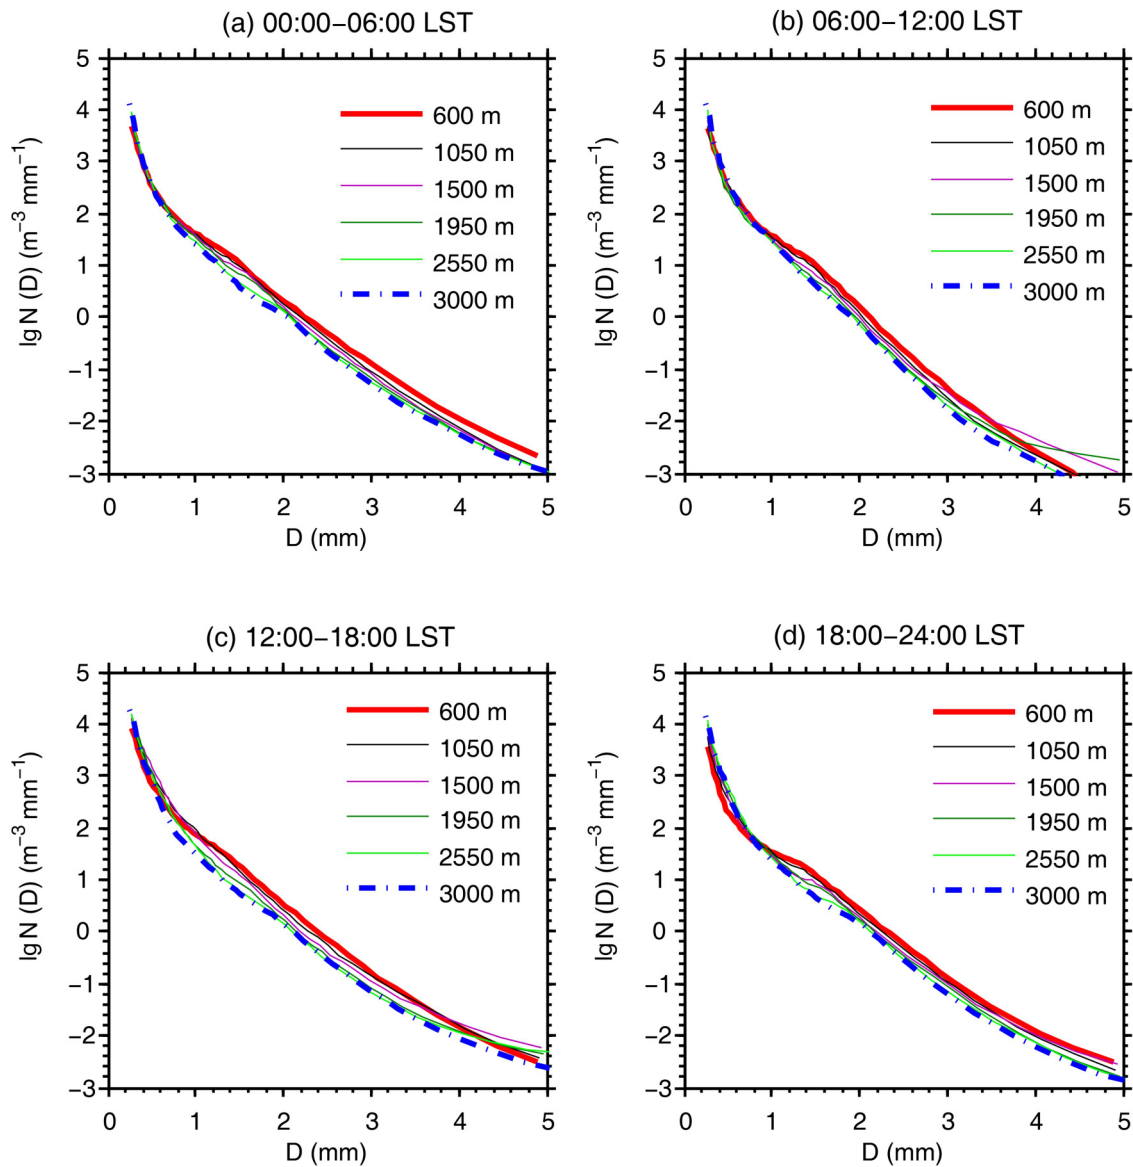 (a) 00:00−06:00 LST
5
4
3
2
1
0
−1
−2
−3
lgN (D) (m−3 mm−1)
600 m
1050 m
1500 m
1950 m
2550 m
3000 m
0 1 2 3 4 5
D (mm)
(b) 06:00−12:00 LST
5
4
3
2
1
0
−1
−2
−3
lgN (D) (m−3 mm−1)
600 m
1050 m
1500 m
1950 m
2550 m
3000 m
0 1 2 3 4 5
D (mm)
(c) 12:00−18:00 LST
5
4
3
2
1
0
−1
−2
−3
lgN (D) (m−3 mm−1)
600 m
1050 m
1500 m
1950 m
2550 m
3000 m
0 1 2 3 4 5
D (mm)
(d) 18:00−24:00 LST
5
4
3
2
1
0
−1
−2
−3
lgN (D) (m−3 mm−1)
600 m
1050 m
1500 m
1950 m
2550 m
3000 m
0 1 2 3 4 5
D (mm)